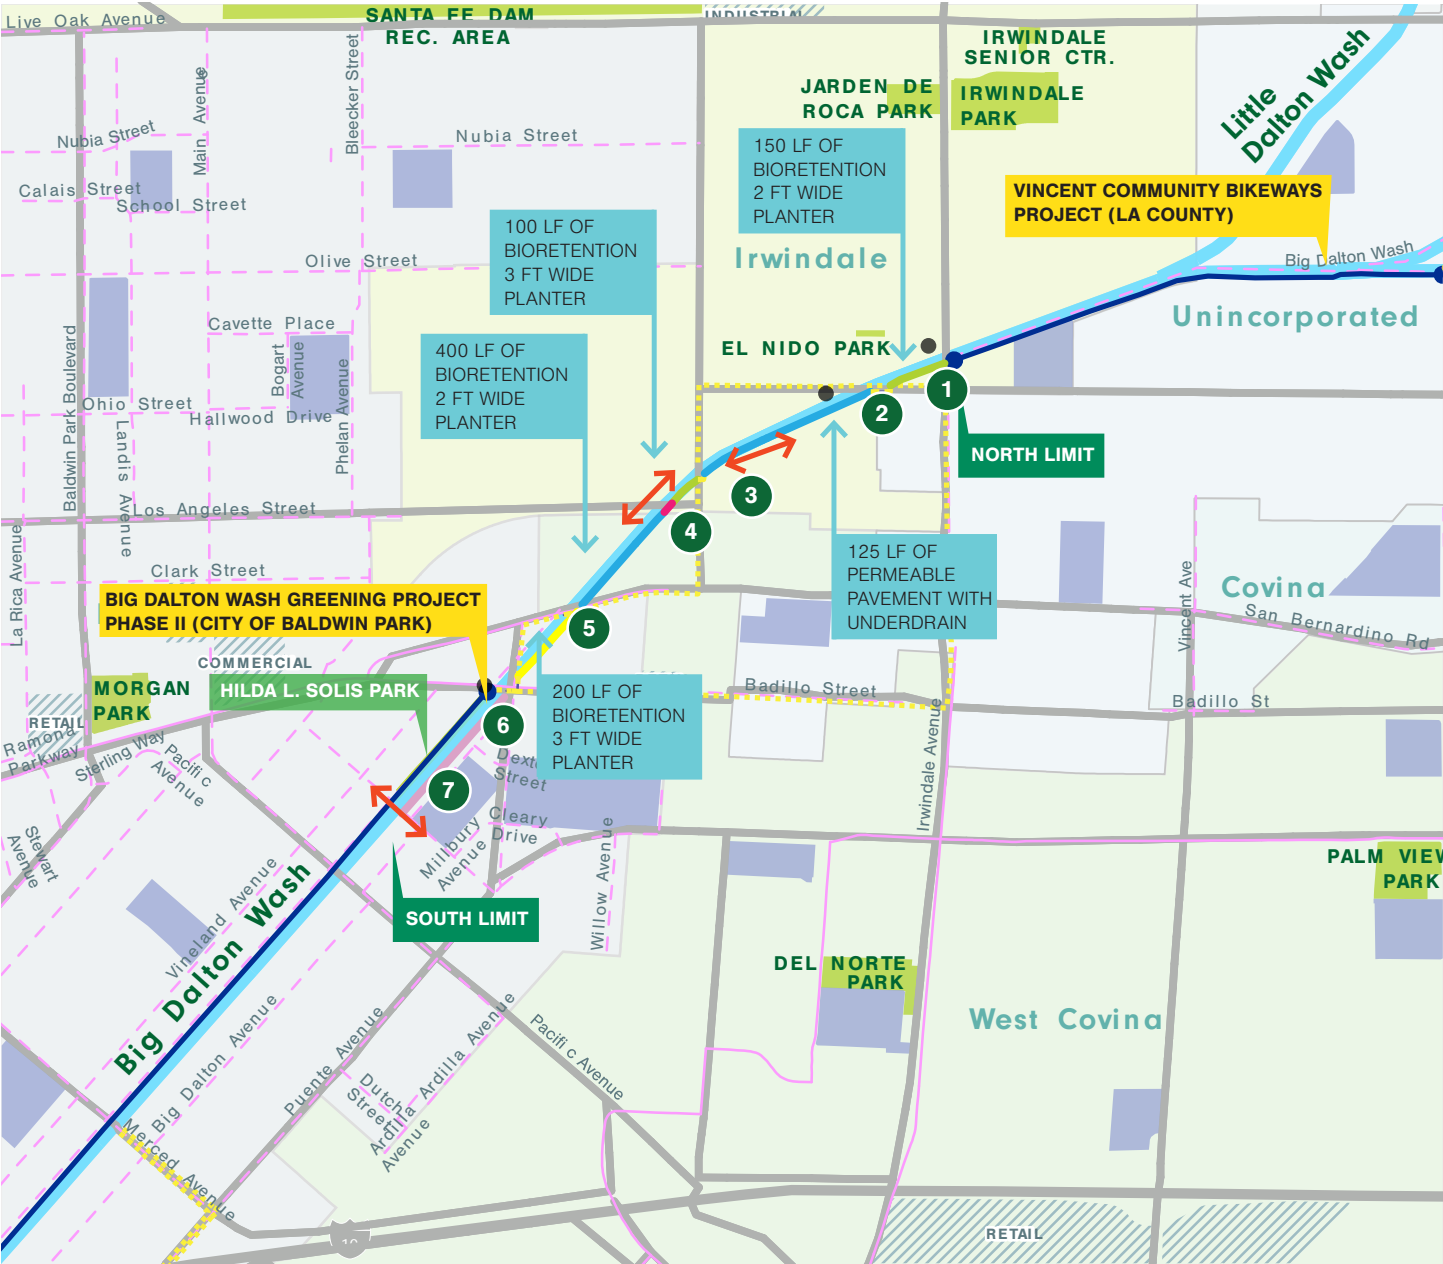 Live Oak Avenue
SANTA FE DAM
REC. AREA
INDUSTRIAL
IRWINDALE
SENIOR CTR.
JARDEN DE
ROCA PARK
IRWINDALE
PARK
Little
Dalton Wash
Nubia Street
Main Avenue
Bleecker Street
Nubia Street
Calais Street
School Street
150 LF OF
BIORETENTION
2 FT WIDE
PLANTER
VINCENT COMMUNITY BIKEWAYS
PROJECT (LA COUNTY)
100 LF OF
BIORETENTION
3 FT WIDE
PLANTER
Irwindale
Big Dalton Wash
Olive Street
Unincorporated
Cavette Place
Baldwin Park Boulevard
Bogart
Avenue
Phelan Avenue
400 LF OF
BIORETENTION
2 FT WIDE
PLANTER
EL NIDO PARK
1
2
Ohio Street
Hallwood Drive
Landis Avenue
NORTH LIMIT
3
4
Los Angeles Street
La Rica Avenue
125 LF OF
PERMEABLE
PAVEMENT WITH
UNDERDRAIN
Clark Street
Vincent Ave
Covina
San Bernardino Rd
BIG DALTON WASH GREENING PROJECT
PHASE II (CITY OF BALDWIN PARK)
5
COMMERCIAL
HILDA L. SOLIS PARK
MORGAN
PARK
RETAIL
Ramona
Parkway
Sterling Way
Pacific
Avenue
6
200 LF OF
BIORETENTION
3 FT WIDE
PLANTER
Badillo Street
Badillo St
Irwindale Avenue
Street
7
Cleary
Drive
Millbury
Avenue
Stewart
Avenue
Willow Avenue
SOUTH LIMIT
PALM VIEW
PARK
Vineland Avenue
Big Dalton Wash
DEL NORTE
PARK
West Covina
Big Dalton Avenue
Puente Avenue
Ardilla Avenue
Pacific Avenue
Dutch
Street
Ardilla
Avenue
Merced Avenue
10
RETAIL